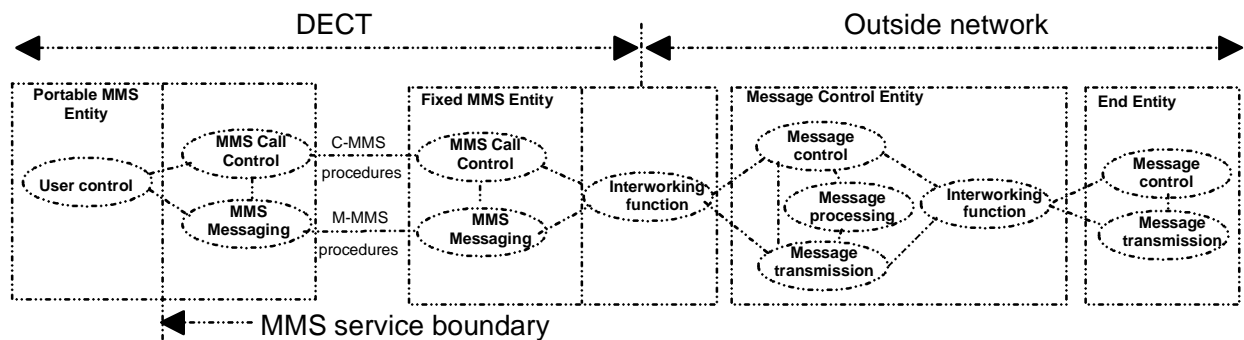 DECT
Outside network
Portable MMS
Entity
User control
MMS Call
Control
MMS
Messaging
C-MMS
procedures
M-MMS
procedures
Fixed MMS Entity
MMS Call
Control
MMS
Messaging
Interworking
function
Message Control Entity
Message
control
Message
processing
Message
transmission
Interworking
function
End Entity
Message
control
Message
transmission
MMS service boundary